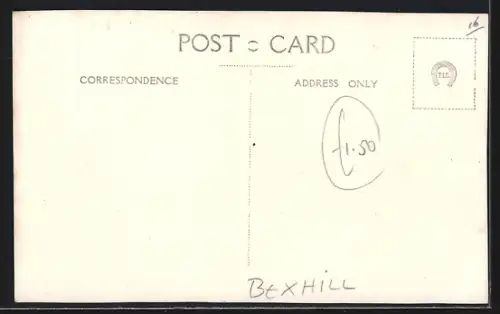 16
POST CARD
CORRESPONDENCE
ADDRESS ONLY
£1.50
BEXHILL